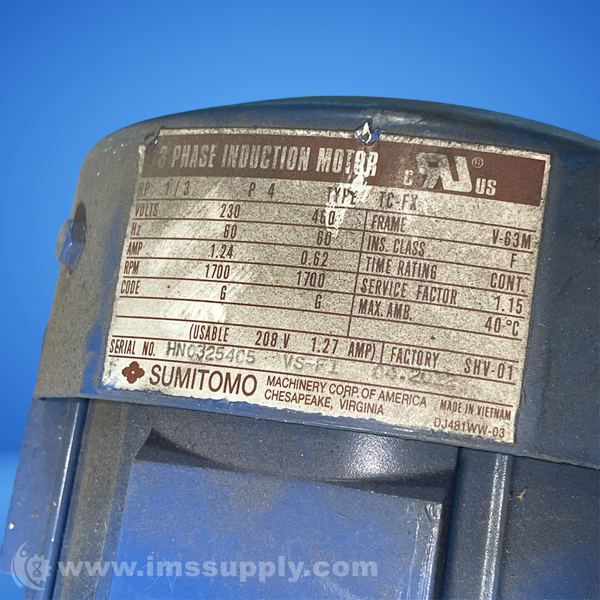 3 PHASE INDUCTION MOTOR c RU ® US
HP 1/3 P 4 TYPE TC-FX
VOLTS 230 460 FRAME V-63M
Hz 60 60 INS. CLASS F
AMP 1.24 0.62 TIME RATING CONT.
RPM 1700 1700 SERVICE FACTOR 1.15
CODE G G MAX. AMB. 40°C
(USABLE 208 V 1.27 AMP) FACTORY SHV-01
SERIAL NO. HN0325405 VS-F1
SUMITOMO MACHINERY CORP. OF AMERICA MADE IN VIETNAM
CHESAPEAKE, VIRGINIA DJ481WW-03
www.imssupply.com